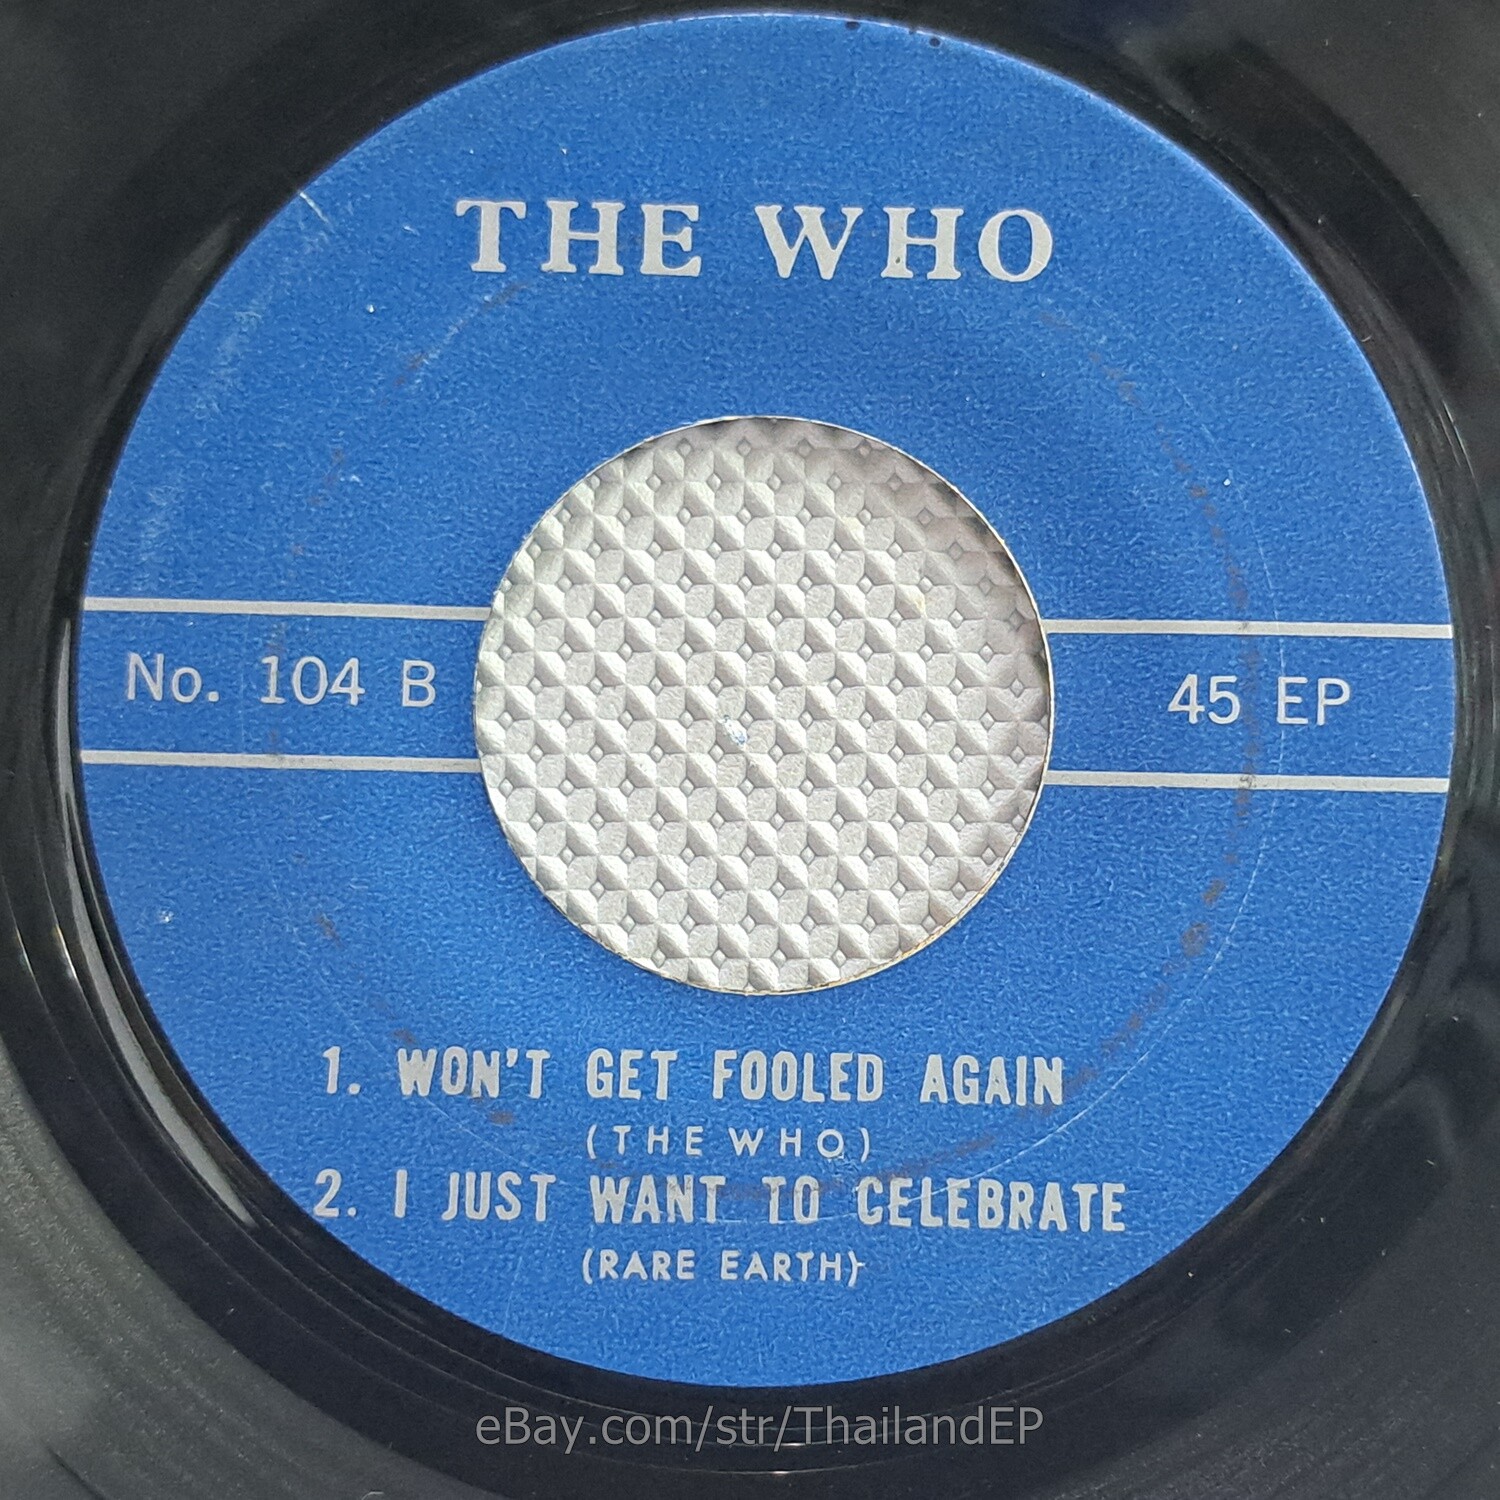 THE WHO
No. 104 B
45 EP
1. WON'T GET FOOLED AGAIN
(THE WHO)
2. I JUST WANT TO CELEBRATE
(RARE EARTH)
eBay.com/str/ThailandEP